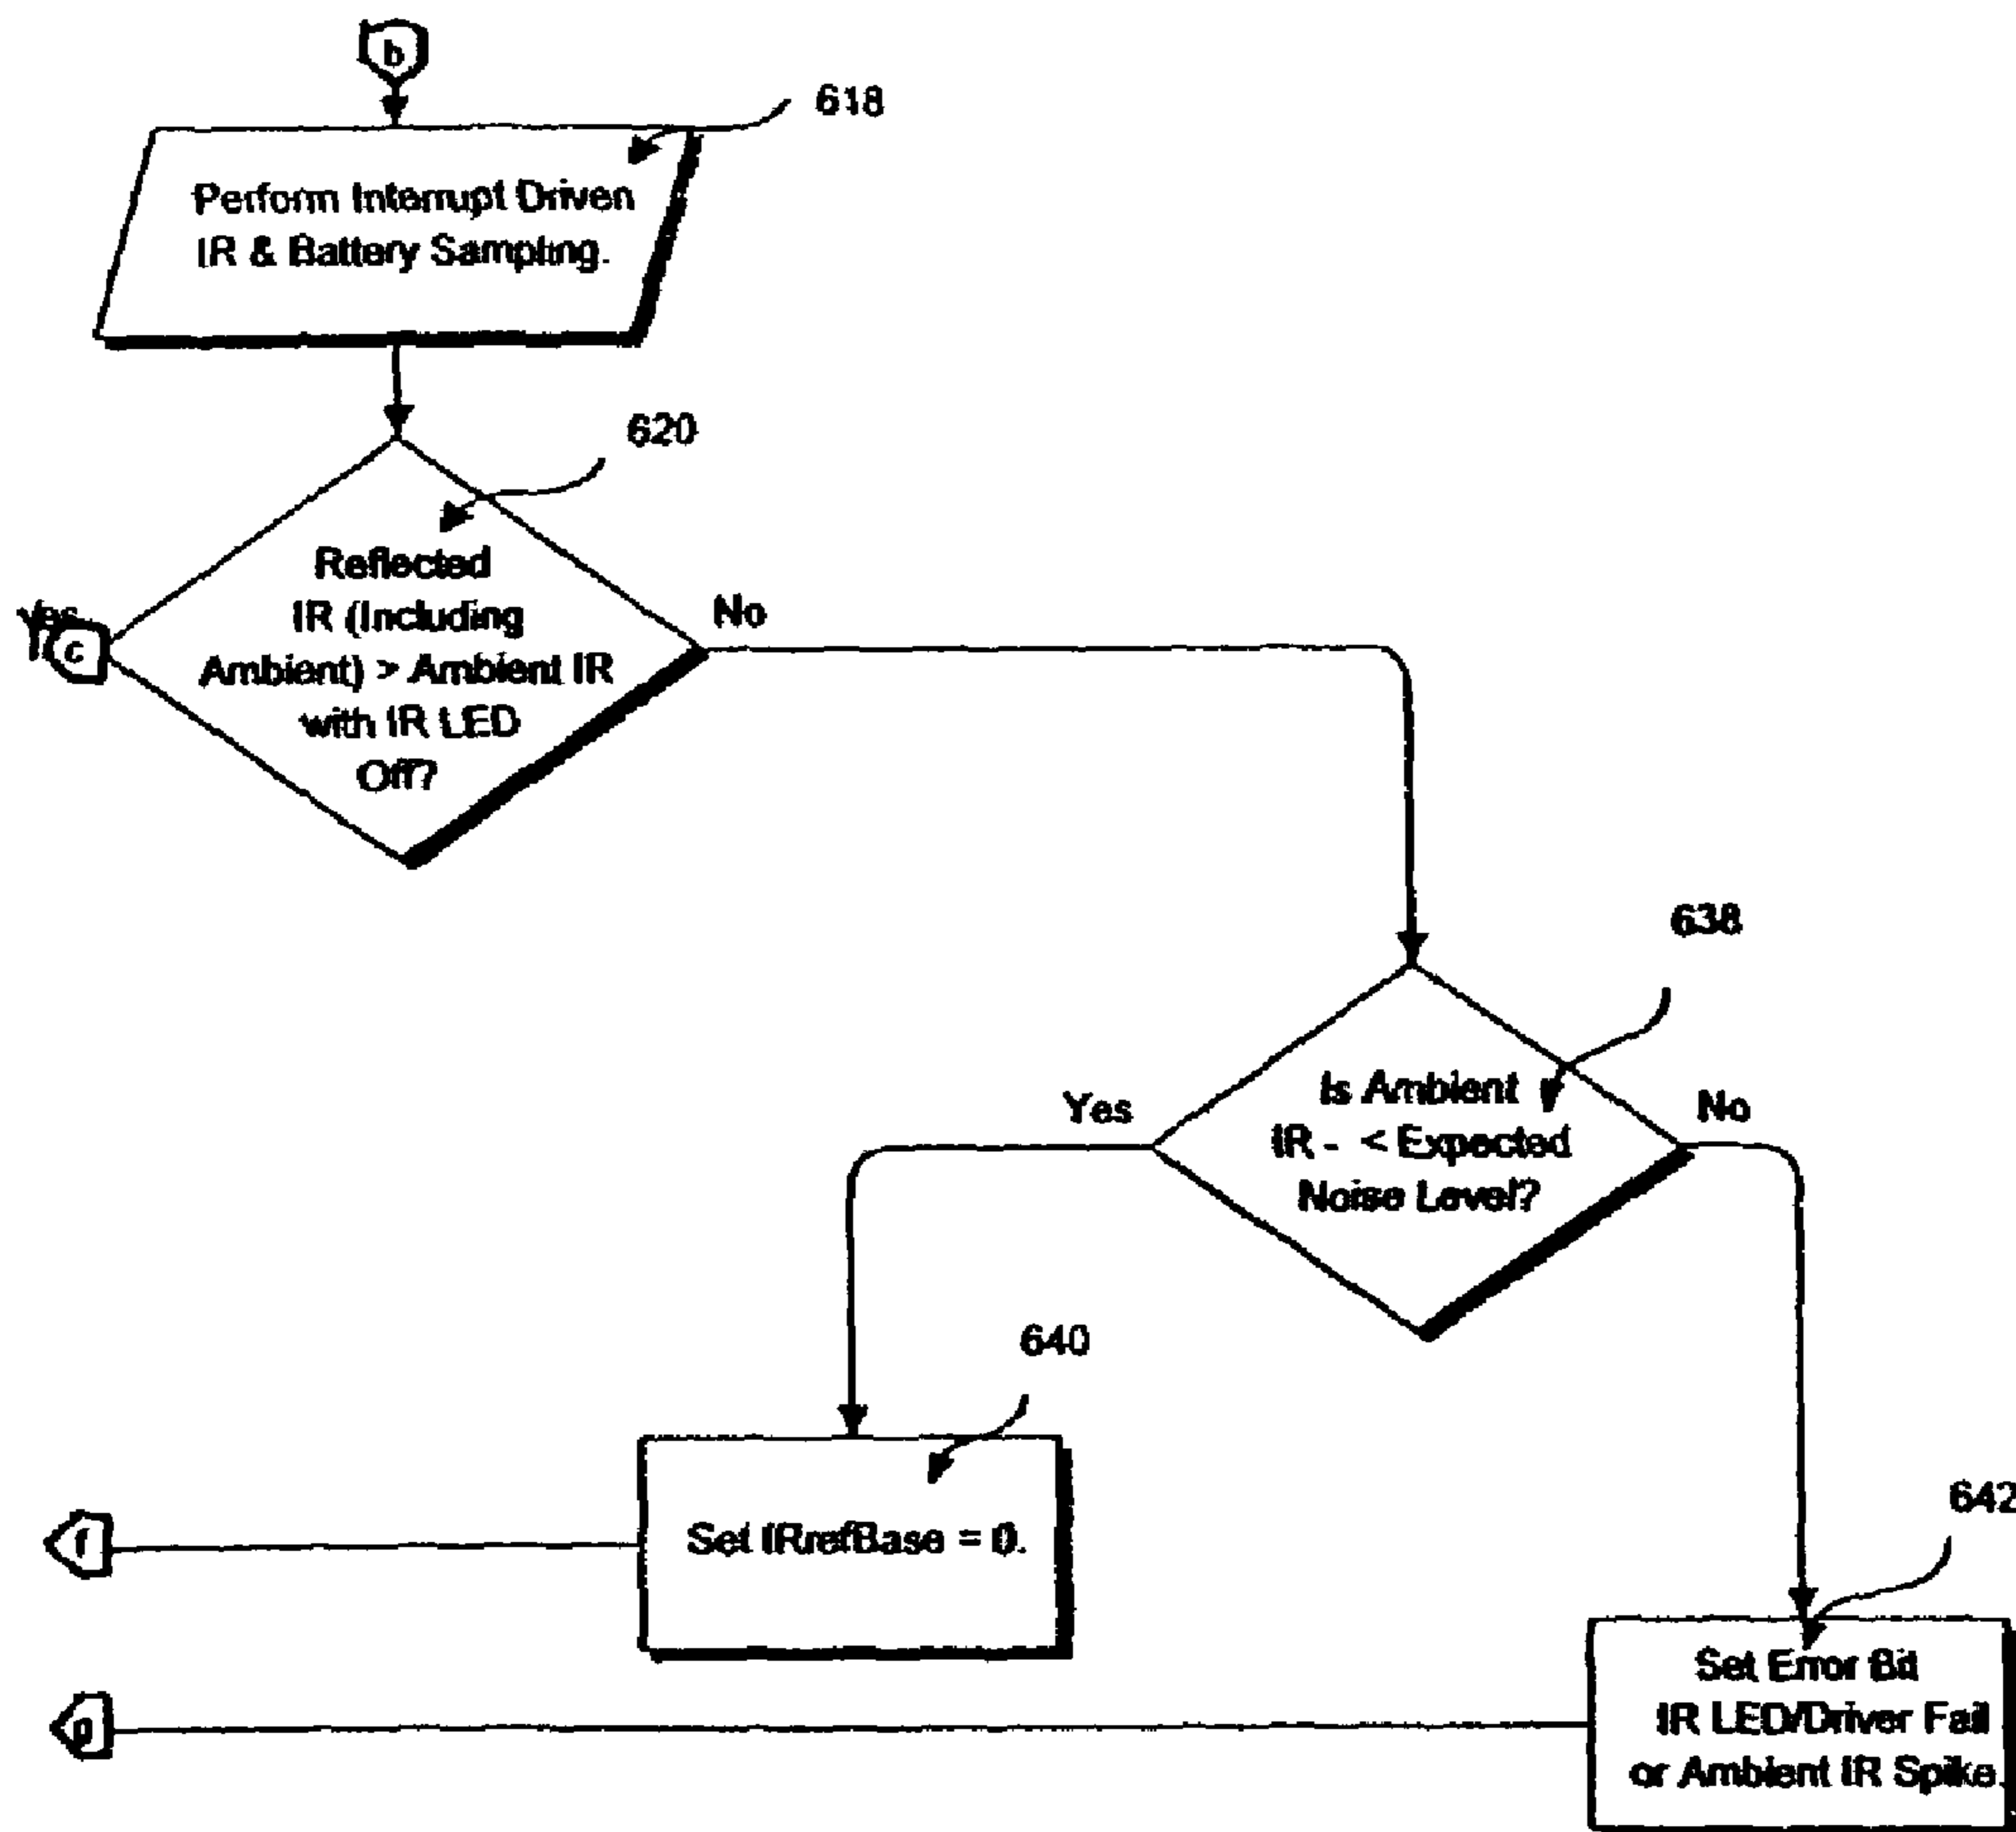 b
618
Perform Interrupt Driven
IR & Battery Sampling.
620
Reflected
IR (Including
Ambient) > Ambient IR
with IR LED
Off?
Yes
c
No
638
Is Ambient
IR - < Expected
Noise Level?
Yes
No
640
Set IRrefBase = 0.
f
642
Set Error Bit
IR LED/Driver Fail
or Ambient IR Spike.
g